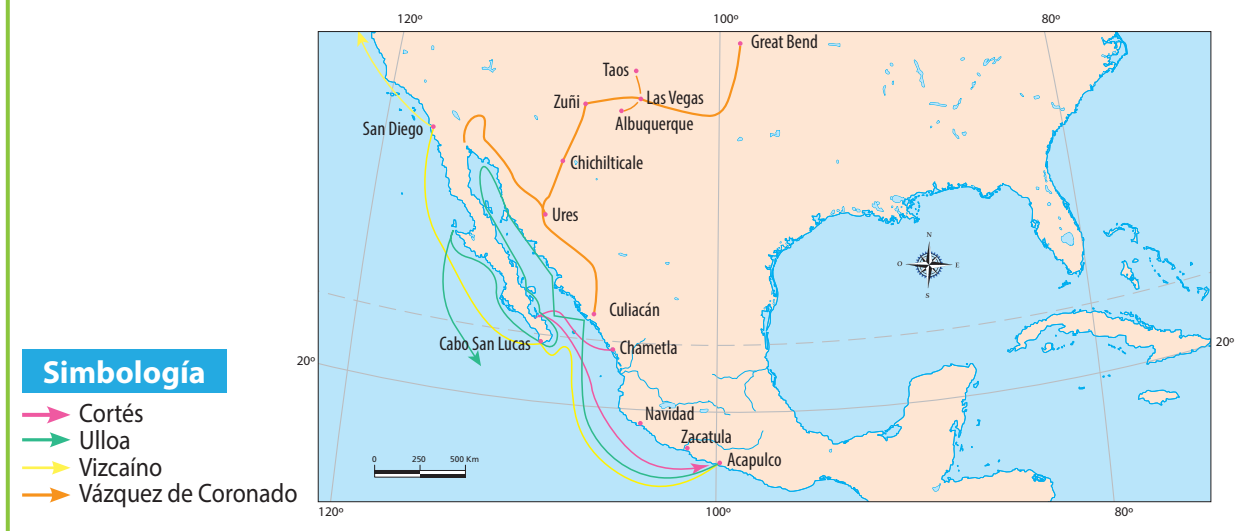 120º
100º
80º
Great Bend
Taos
Las Vegas
Zuñi
Albuquerque
San Diego
Chichilticale
Ures
N
O
E
S
Culiacán
Cabo San Lucas
Chametla
20º
20º
Navidad
Zacatula
Acapulco
0 250 500 Km
120º
100º
80º
Simbología
Cortés
Ulloa
Vizcaíno
Vázquez de Coronado